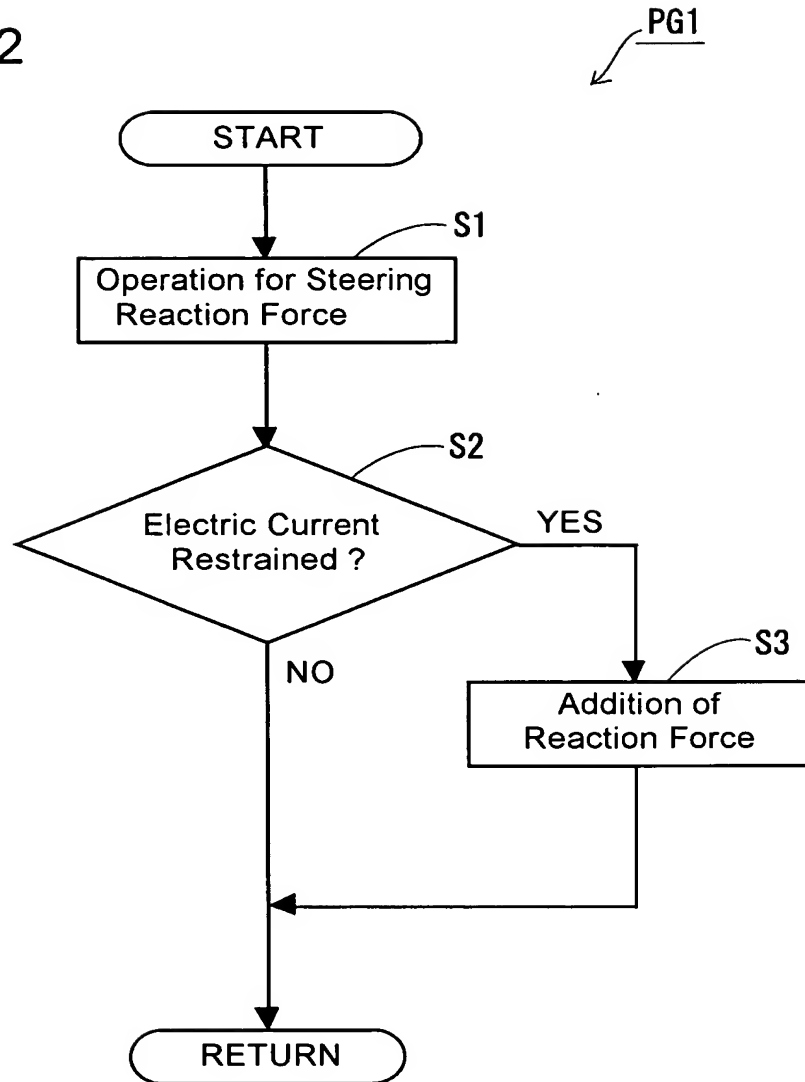 2
PG1
START
S1
Operation for Steering
Reaction Force
S2
Electric Current
Restrained ?
YES
NO
S3
Addition of
Reaction Force
RETURN